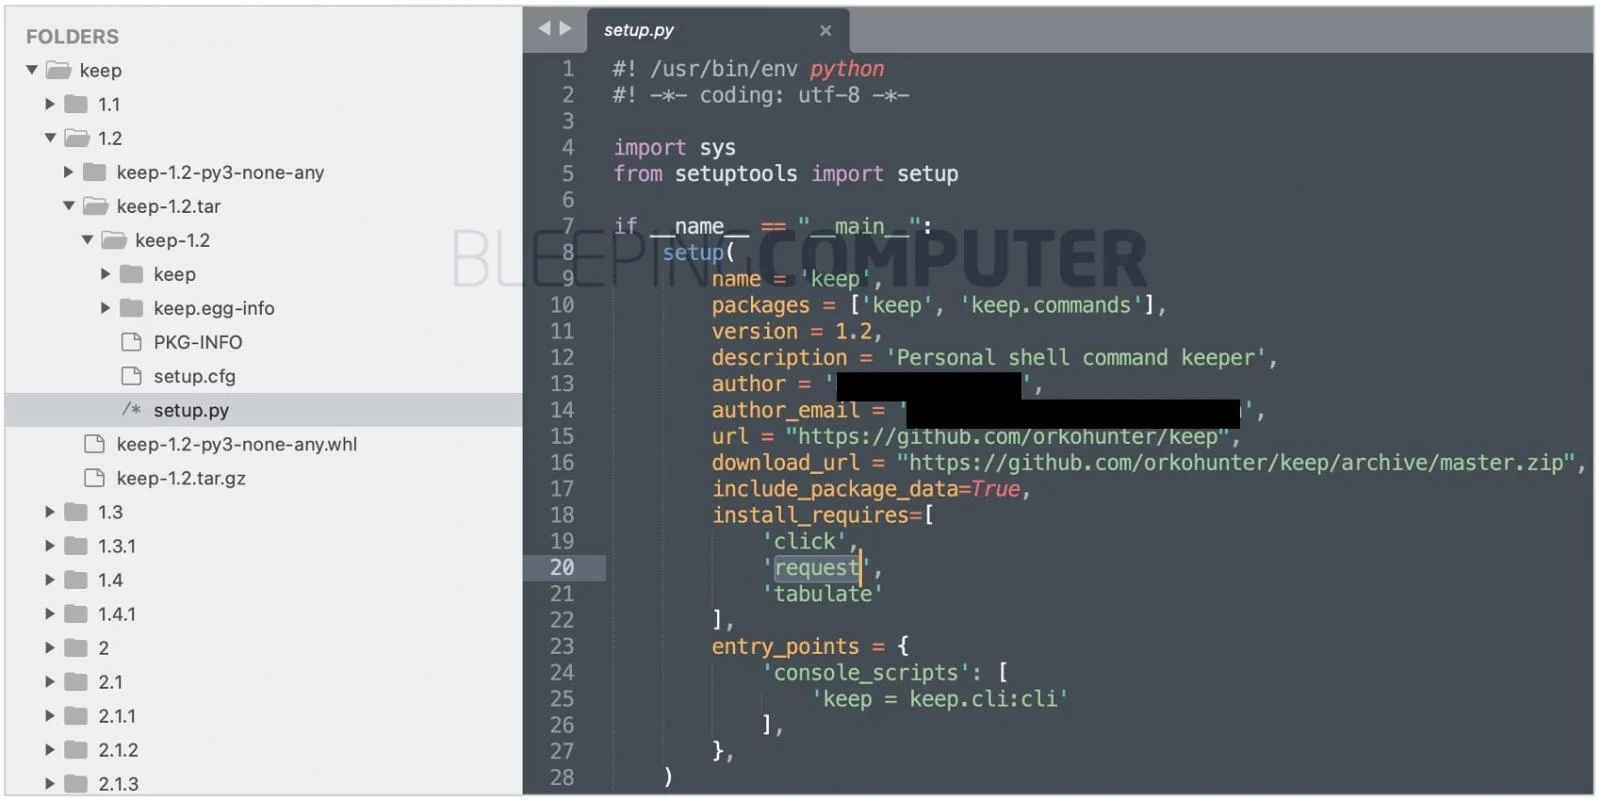 FOLDERS
keep
1.1
1.2
keep-1.2-py3-none-any
keep-1.2.tar
keep-1.2
keep
keep.egg-info
PKG-INFO
setup.cfg
/* setup.py
keep-1.2-py3-none-any.whl
keep-1.2.tar.gz
1.3
1.3.1
1.4
1.4.1
2
2.1
2.1.1
2.1.2
2.1.3
setup.py ×
1 #! /usr/bin/env python
2 #! -*- coding: utf-8 -*-
3
4 import sys
5 from setuptools import setup
6
7 if __name__ == "__main__":
8 setup(
9 name = 'keep',
10 packages = ['keep', 'keep.commands'],
11 version = 1.2,
12 description = 'Personal shell command keeper',
13 author = ' ',
14 author_email = ' ',
15 url = "https://github.com/orkohunter/keep",
16 download_url = "https://github.com/orkohunter/keep/archive/master.zip",
17 include_package_data=True,
18 install_requires=[
19 'click',
20 'request',
21 'tabulate'
22 ],
23 entry_points = {
24 'console_scripts': [
25 'keep = keep.cli:cli'
26 ],
27 },
28 )
BLEEPINGCOMPUTER